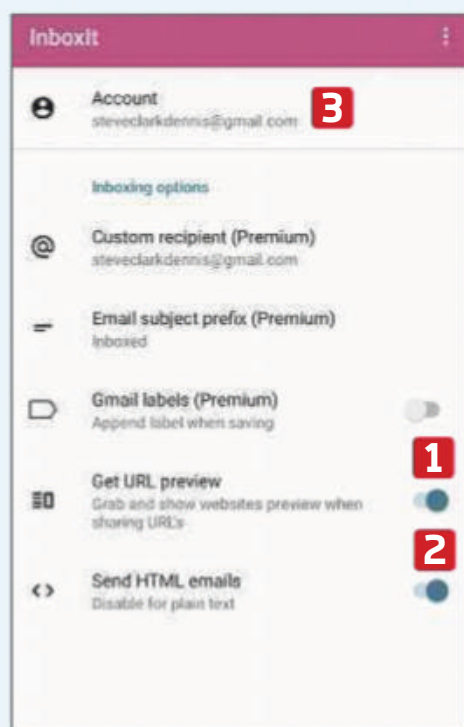 InboxIt
Account
steveclarkdennis@gmail.com
3
Inboxing options
Custom recipient (Premium)
steveclarkdennis@gmail.com
Email subject prefix (Premium)
Inboxed
Gmail labels (Premium)
Append label when saving
1
Get URL preview
Grab and show websites preview when
sharing URL's
2
Send HTML emails
Disable for plain text